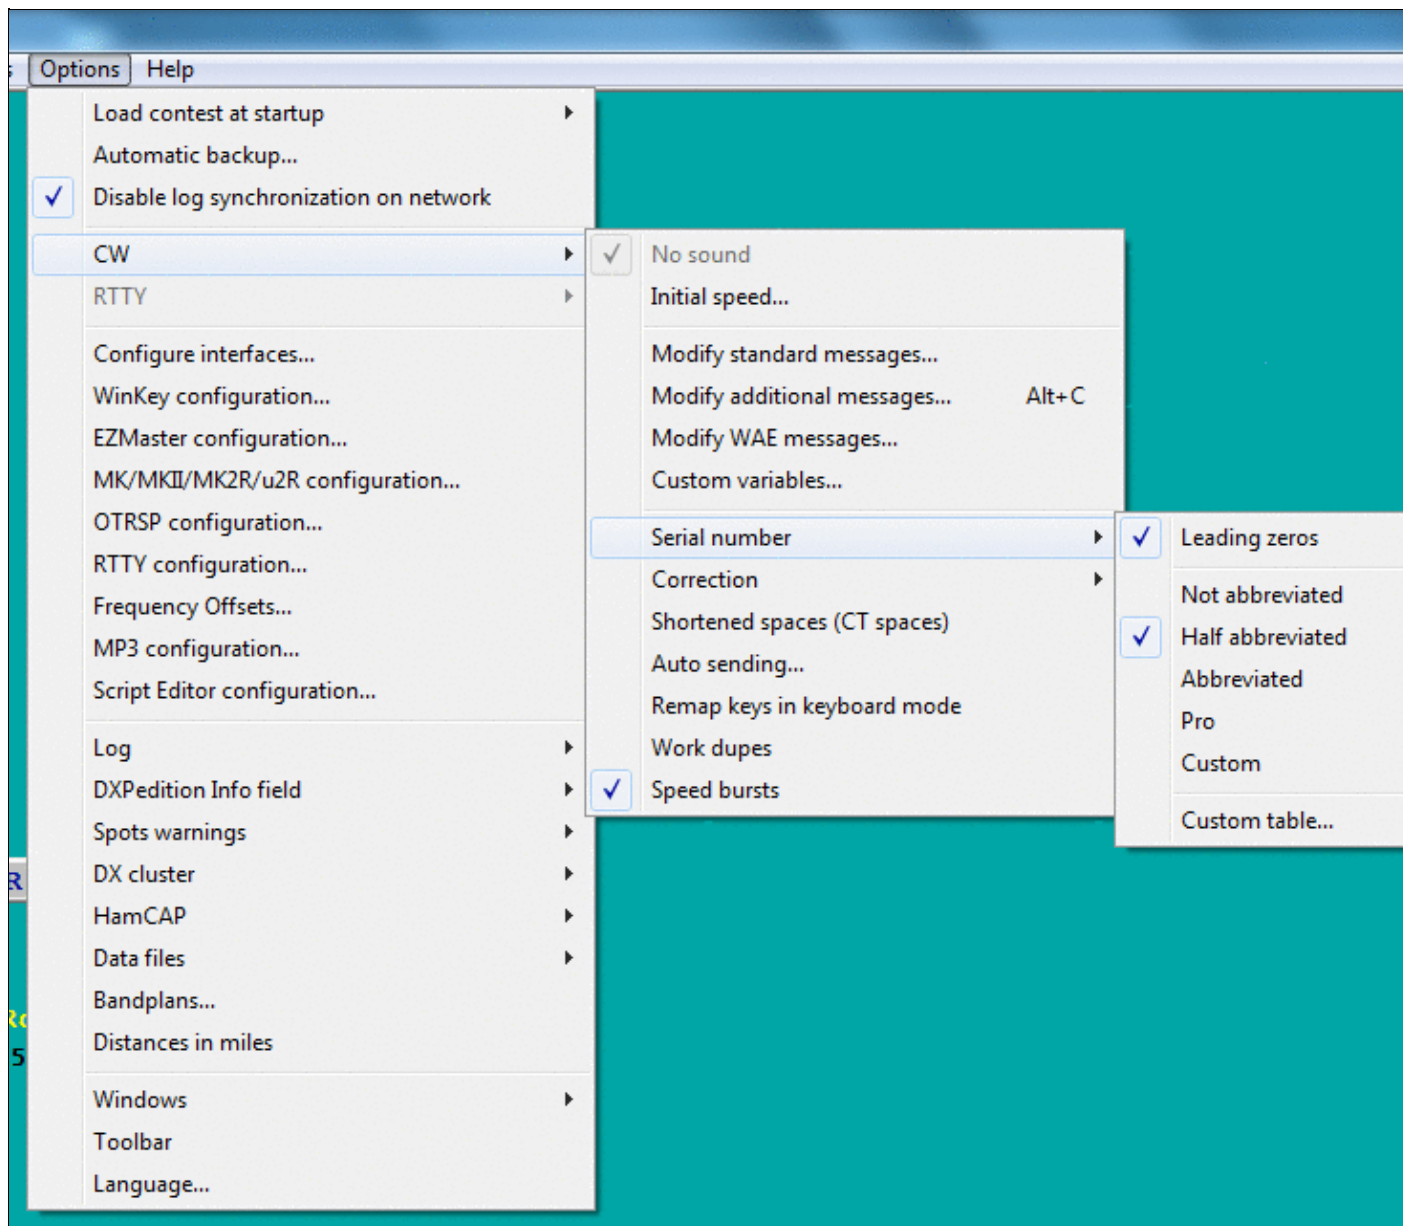 Options Help
Load contest at startup
Automatic backup...
Disable log synchronization on network
CW
RTTY
Configure interfaces...
WinKey configuration...
EZMaster configuration...
MK/MKII/MK2R/u2R configuration...
OTRSP configuration...
RTTY configuration...
Frequency Offsets...
MP3 configuration...
Script Editor configuration...
Log
DXPedition Info field
Spots warnings
DX cluster
HamCAP
Data files
Bandplans...
Distances in miles
Windows
Toolbar
Language...
No sound
Initial speed...
Modify standard messages...
Modify additional messages... Alt+C
Modify WAE messages...
Custom variables...
Serial number
Correction
Shortened spaces (CT spaces)
Auto sending...
Remap keys in keyboard mode
Work dupes
Speed bursts
Leading zeros
Not abbreviated
Half abbreviated
Abbreviated
Pro
Custom
Custom table...
R
5